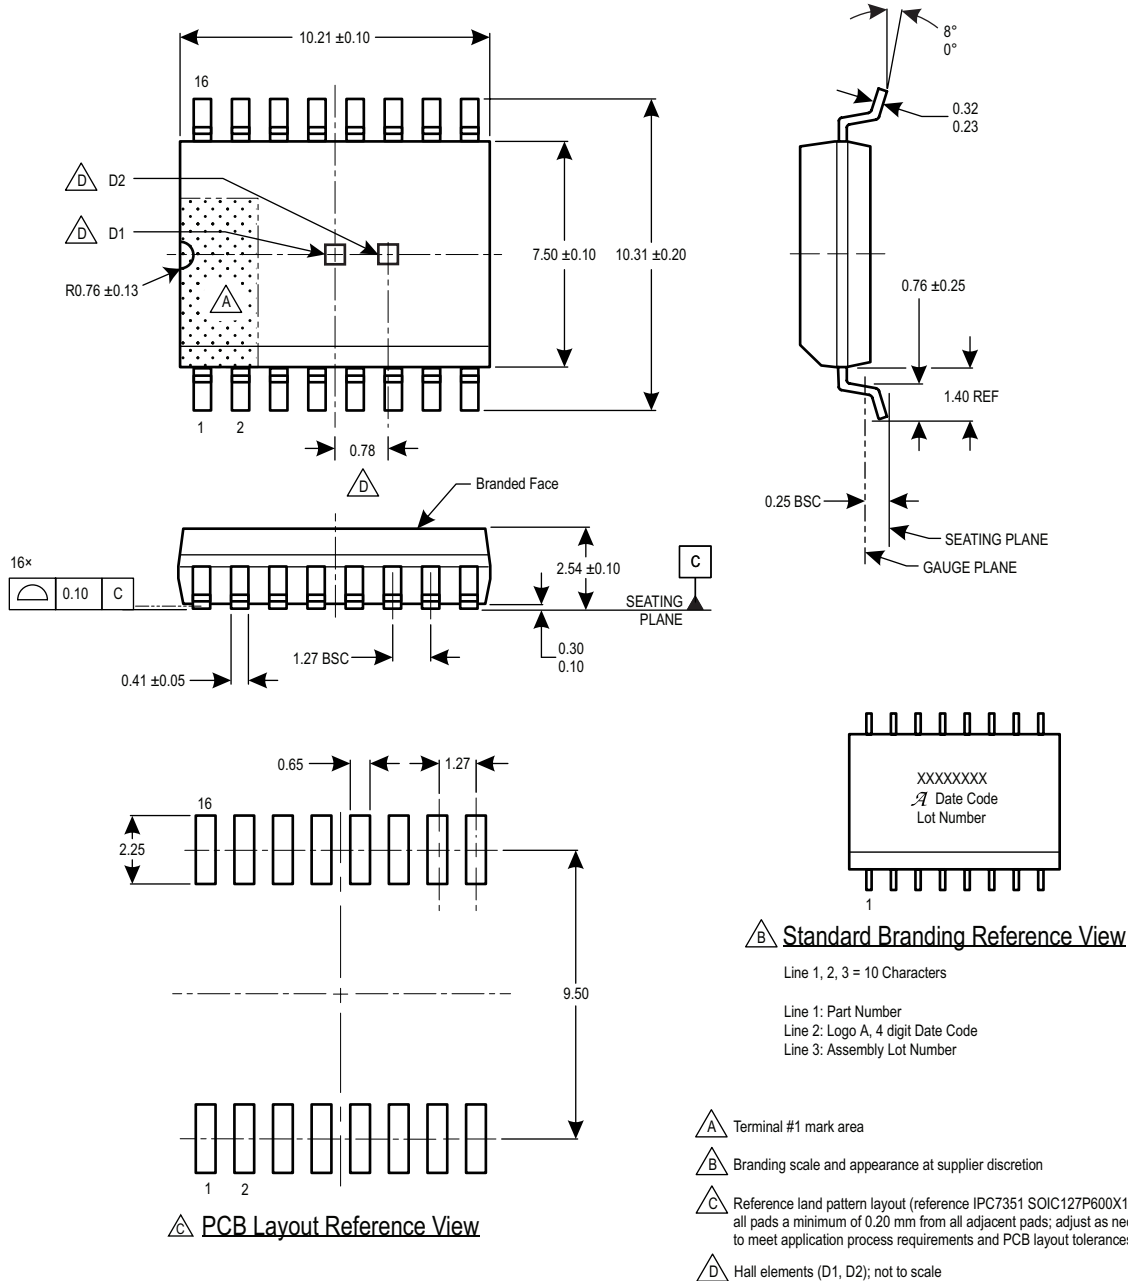 10.21 ±0.10
8°
0°
16
0.32
0.23
D D2
D D1
7.50 ±0.10 10.31 ±0.20
R0.76 ±0.13
A
0.76 ±0.25
1.40 REF
1 2
0.78
D
Branded Face
0.25 BSC
SEATING PLANE
GAUGE PLANE
16×
0.10 C
2.54 ±0.10
C
SEATING
PLANE
1.27 BSC
0.30
0.10
0.41 ±0.05
0.65 1.27
16
2.25
9.50
1 2
C PCB Layout Reference View
XXXXXXXX
A Date Code
Lot Number
1
B Standard Branding Reference View
Line 1, 2, 3 = 10 Characters
Line 1: Part Number
Line 2: Logo A, 4 digit Date Code
Line 3: Assembly Lot Number
A Terminal #1 mark area
B Branding scale and appearance at supplier discretion
C Reference land pattern layout (reference IPC7351 SOIC127P600X1
all pads a minimum of 0.20 mm from all adjacent pads; adjust as
to meet application process requirements and PCB layout tolerances
D Hall elements (D1, D2); not to scale